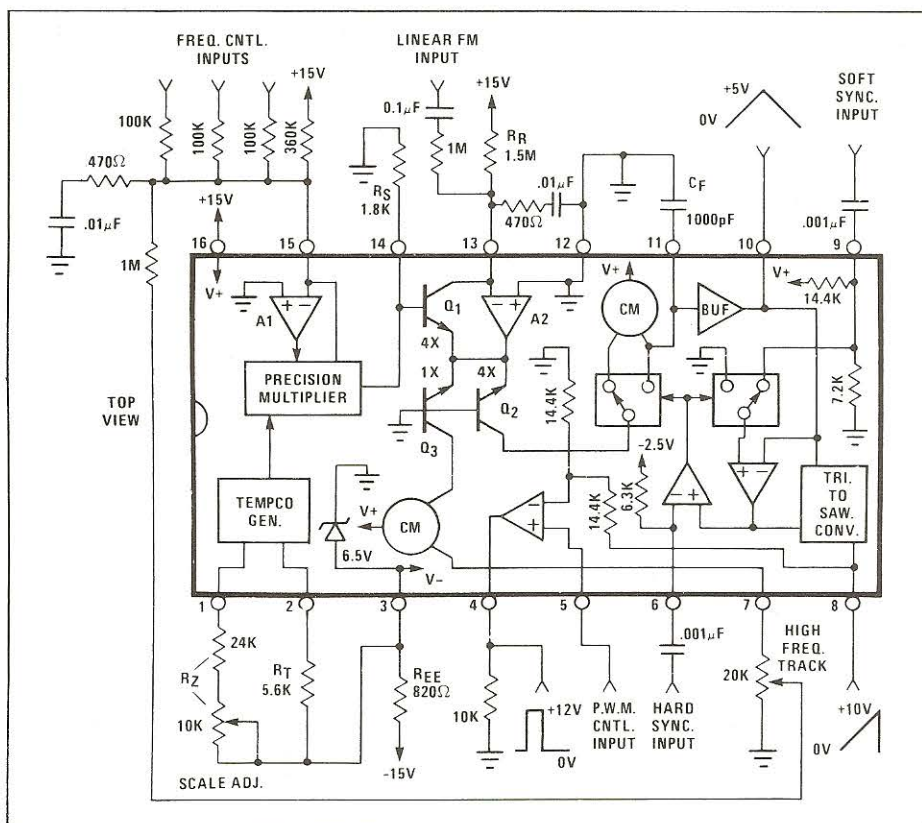 FREQ. CNTL.
INPUTS
+15V
100K
100K
100K
360K
470Ω
.01µF
+15V
1M
LINEAR FM
INPUT
0.1µF
1M
+15V
RR
1.5M
RS
1.8K
470Ω
.01µF
CF
1000pF
+5V
0V
SOFT
SYNC.
INPUT
.001µF
16
15
14
13
12
11
10
9
V+
A1
Q1
A2
V+
CM
BUF
V+
14.4K
4X
1X
4X
PRECISION
MULTIPLIER
Q2
Q3
14.4K
7.2K
TOP
VIEW
-2.5V
6.3K
TEMPCO
GEN.
V+
CM
6.5V
V-
14.4K
TRI.
TO
SAW.
CONV.
1
2
3
4
5
6
7
8
24K
RZ
10K
RT
5.6K
REE
820Ω
-15V
SCALE ADJ.
10K
+12V
0V
P.W.M.
CNTL.
INPUT
.001µF
HARD
SYNC.
INPUT
20K
HIGH
FREQ.
TRACK
+10V
0V